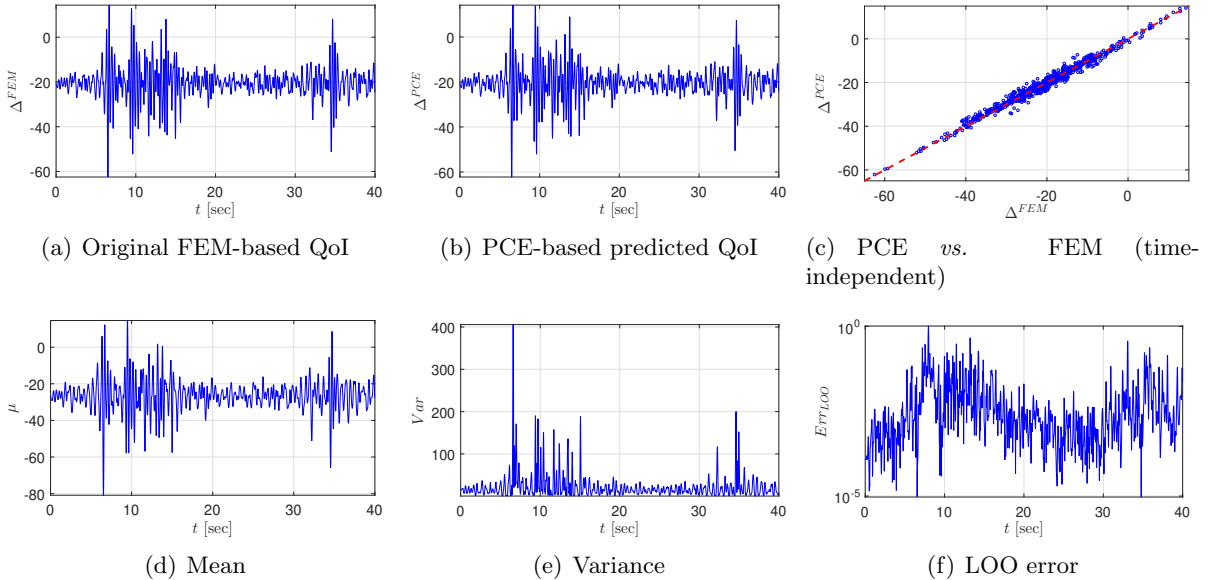 0
-20
-40
-60
Δ^FEM
0 10 20 30 40
t [sec]
(a) Original FEM-based QoI
0
-20
-40
-60
Δ^PCE
0 10 20 30 40
t [sec]
(b) PCE-based predicted QoI
0
-20
-40
-60
Δ^PCE
-60 -40 -20 0
Δ^FEM
(c) PCE vs. FEM (time-
independent)
0
-20
-40
-60
-80
μ
0 10 20 30 40
t [sec]
(d) Mean
400
300
200
100
Var
0 10 20 30 40
t [sec]
(e) Variance
10^0
10^-5
Err_LOO
0 10 20 30 40
t [sec]
(f) LOO error